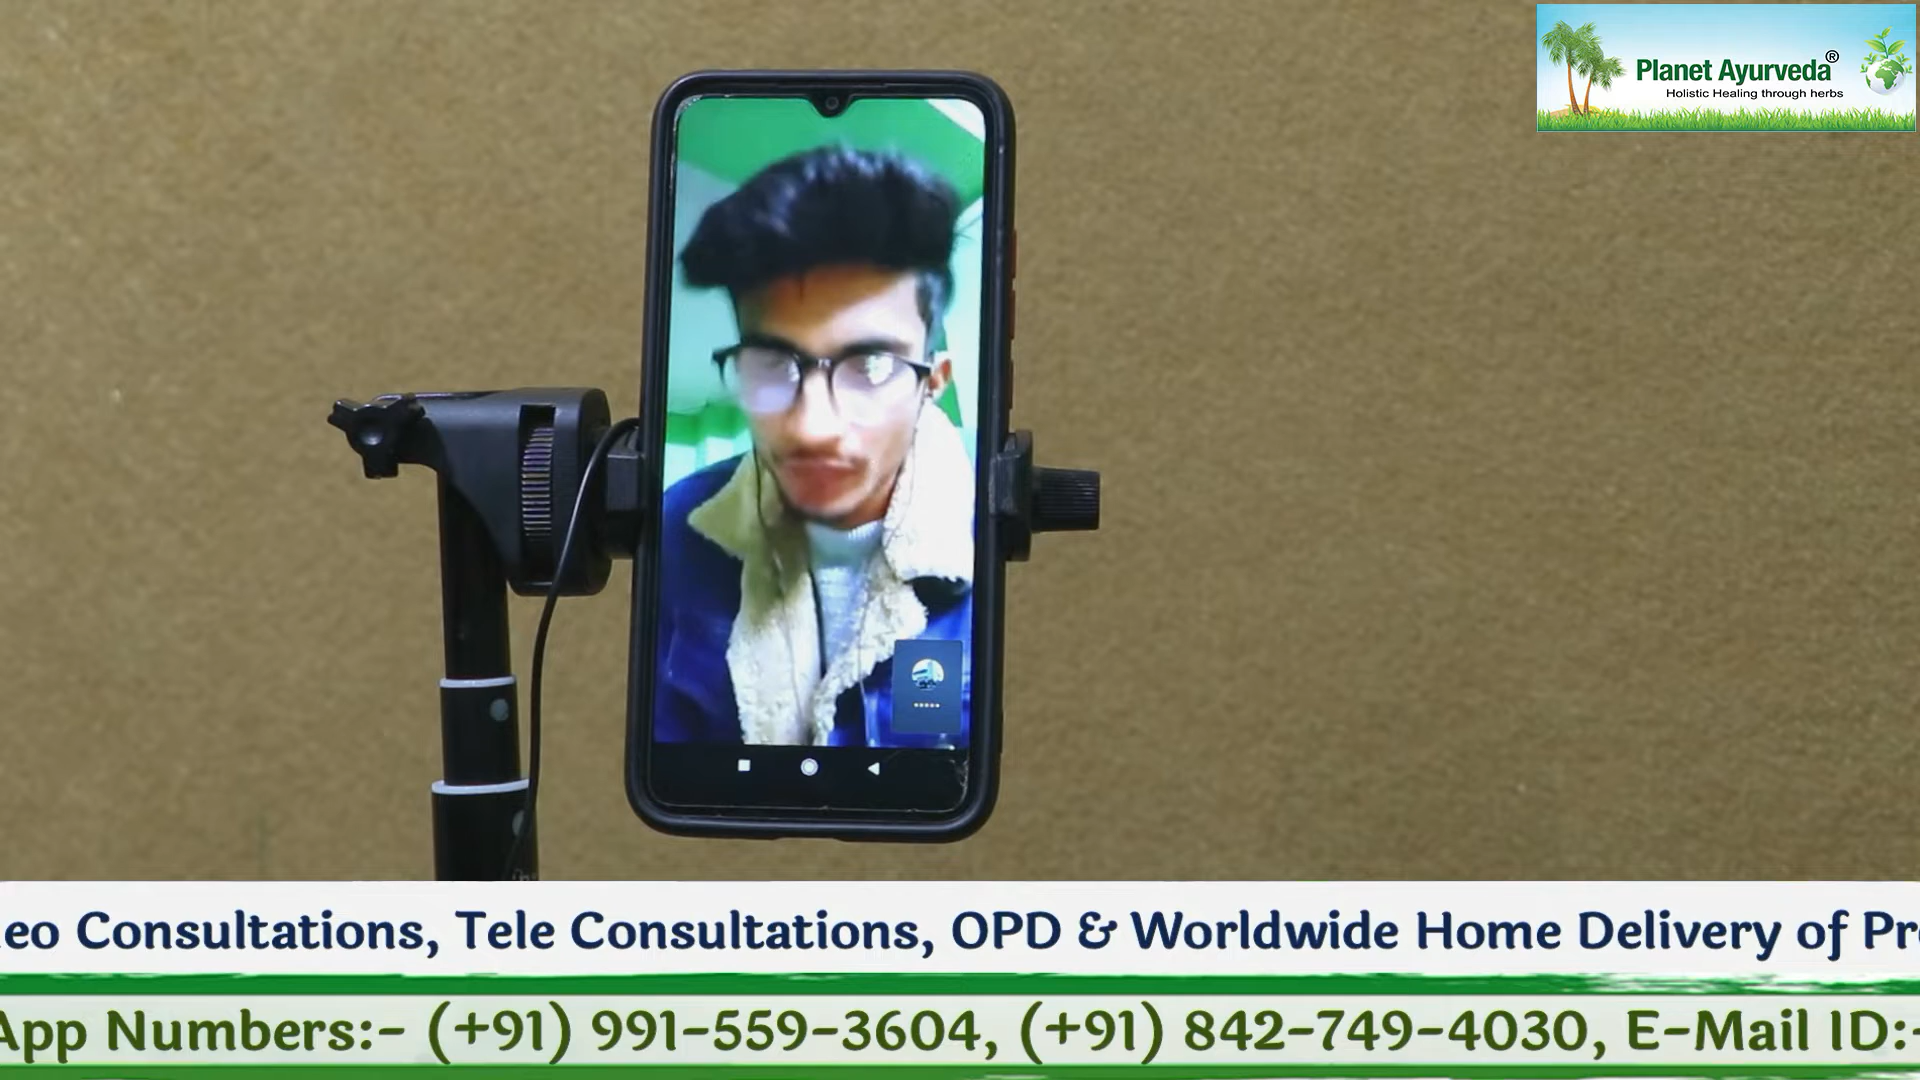 Planet Ayurveda®
Holistic Healing through herbs
eo Consultations, Tele Consultations, OPD & Worldwide Home Delivery of Pr
App Numbers:- (+91) 991-559-3604, (+91) 842-749-4030, E-Mail ID:-